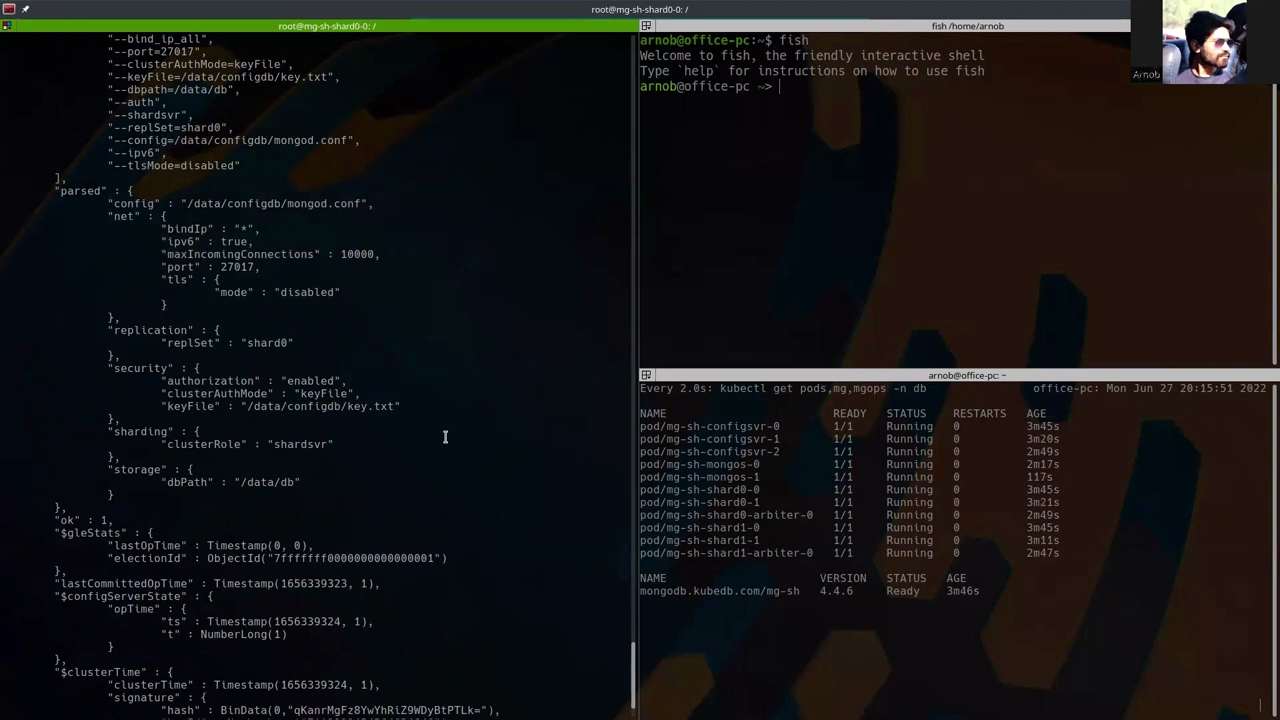 root@mg-sh-shard0-0: /
root@mg-sh-shard0-0: /
"--bind_ip_all",
"--port=27017",
"--clusterAuthMode=keyFile",
"--keyFile=/data/configdb/key.txt",
"--dbpath=/data/db",
"--auth",
"--shardsvr",
"--replSet=shard0",
"--config=/data/configdb/mongod.conf",
"--ipv6",
"--tlsMode=disabled"
],
"parsed" : {
"config" : "/data/configdb/mongod.conf",
"net" : {
"bindIp" : "*",
"ipv6" : true,
"maxIncomingConnections" : 10000,
"port" : 27017,
"tls" : {
"mode" : "disabled"
}
},
"replication" : {
"replSet" : "shard0"
},
"security" : {
"authorization" : "enabled",
"clusterAuthMode" : "keyFile",
"keyFile" : "/data/configdb/key.txt"
},
"sharding" : {
"clusterRole" : "shardsvr"
},
"storage" : {
"dbPath" : "/data/db"
}
},
"ok" : 1,
"$gleStats" : {
"lastOpTime" : Timestamp(0, 0),
"electionId" : ObjectId("7fffffff0000000000000001")
},
"lastCommittedOpTime" : Timestamp(1656339323, 1),
"$configServerState" : {
"opTime" : {
"ts" : Timestamp(1656339324, 1),
"t" : NumberLong(1)
}
},
"$clusterTime" : {
"clusterTime" : Timestamp(1656339324, 1),
"signature" : {
"hash" : BinData(0,"qKanrMgFz8YwYhRiZ9WDyBtPTLk="),
fish /home/arnob
arnob@office-pc:~$ fish
Welcome to fish, the friendly interactive shell
Type `help` for instructions on how to use fish
arnob@office-pc ~>
Arnob
arnob@office-pc: ~
Every 2.0s: kubectl get pods,mg,mgops -n db office-pc: Mon Jun 27 20:15:51 2022
NAME READY STATUS RESTARTS AGE
pod/mg-sh-configsvr-0 1/1 Running 0 3m45s
pod/mg-sh-configsvr-1 1/1 Running 0 3m20s
pod/mg-sh-configsvr-2 1/1 Running 0 2m49s
pod/mg-sh-mongos-0 1/1 Running 0 2m17s
pod/mg-sh-mongos-1 1/1 Running 0 117s
pod/mg-sh-shard0-0 1/1 Running 0 3m45s
pod/mg-sh-shard0-1 1/1 Running 0 3m21s
pod/mg-sh-shard0-arbiter-0 1/1 Running 0 2m49s
pod/mg-sh-shard1-0 1/1 Running 0 3m45s
pod/mg-sh-shard1-1 1/1 Running 0 3m11s
pod/mg-sh-shard1-arbiter-0 1/1 Running 0 2m47s
NAME VERSION STATUS AGE
mongodb.kubedb.com/mg-sh 4.4.6 Ready 3m46s